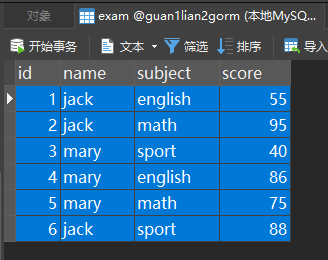 对象 exam @guan1lian2gorm (本地MySQ...
开始事务 文本 筛选 排序 导入
id name subject score
1 jack english 55
2 jack math 95
3 mary sport 40
4 mary english 86
5 mary math 75
6 jack sport 88